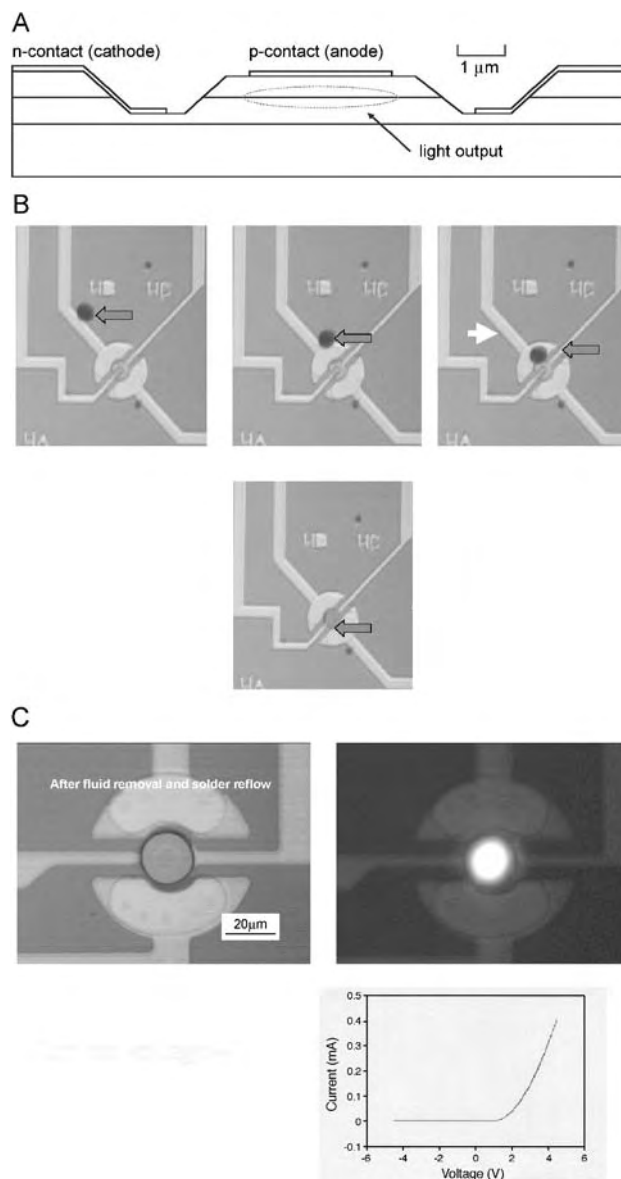 A
n-contact (cathode)
p-contact (anode)
1 µm
light output
B
HB HC
HB HC
HB HC
HA
HA
HB HC
HA
C
After fluid removal and solder reflow
20µm
0.5
0.4
0.3
0.2
0.1
0
-0.1
-6 -4 -2 0 2 4 6
Current (mA)
Voltage (V)